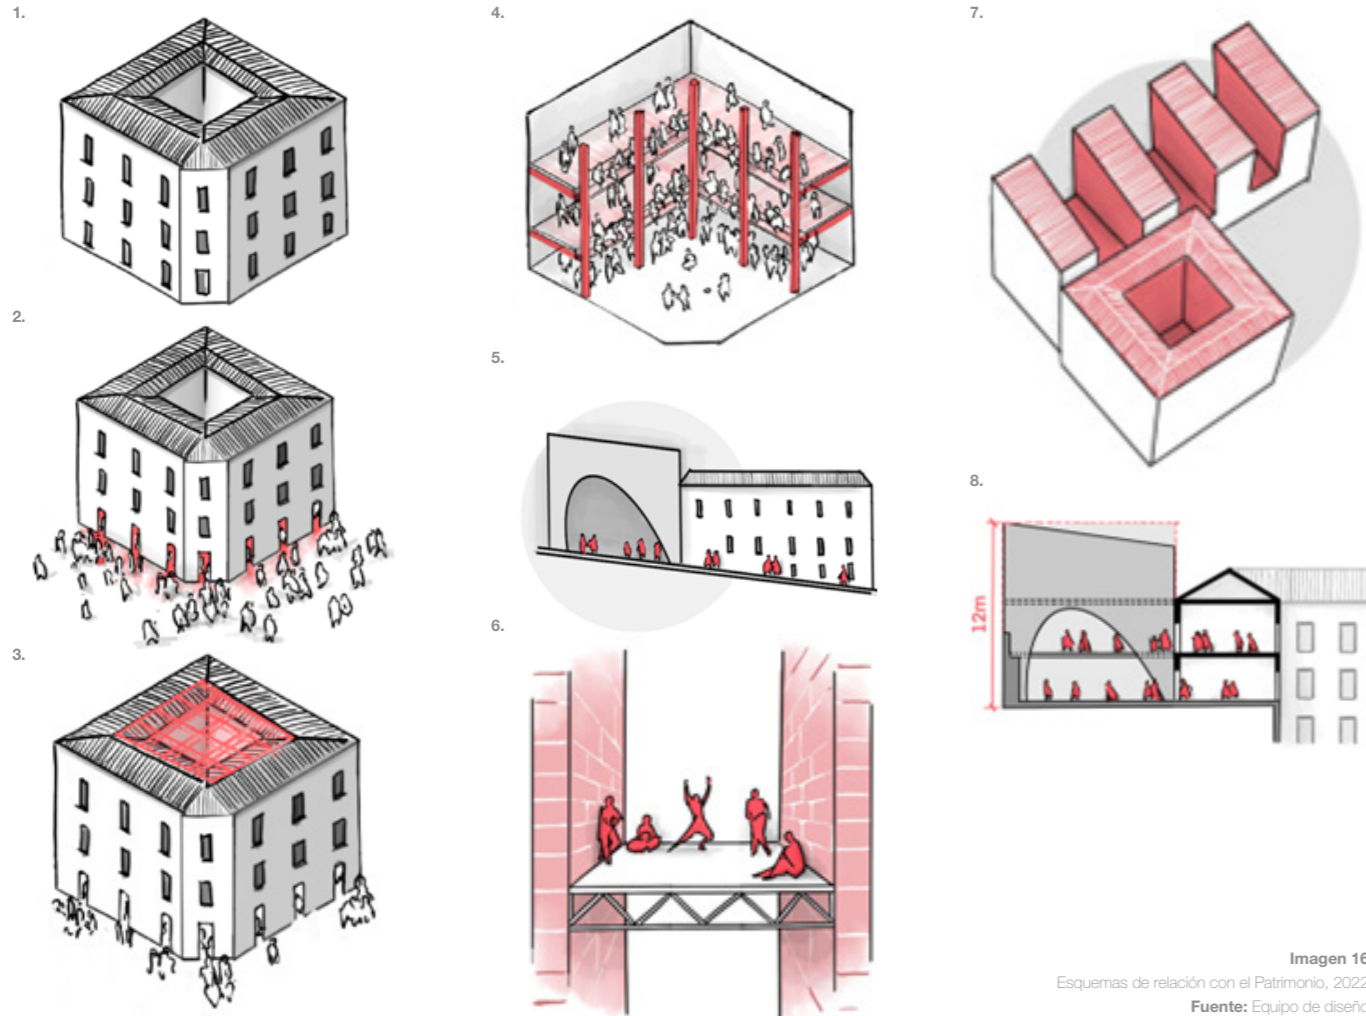 1.
2.
3.
4.
5.
6.
7.
8.
12m
Imagen 16
Esquemas de relación con el Patrimonio, 2022
Fuente: Equipo de diseño